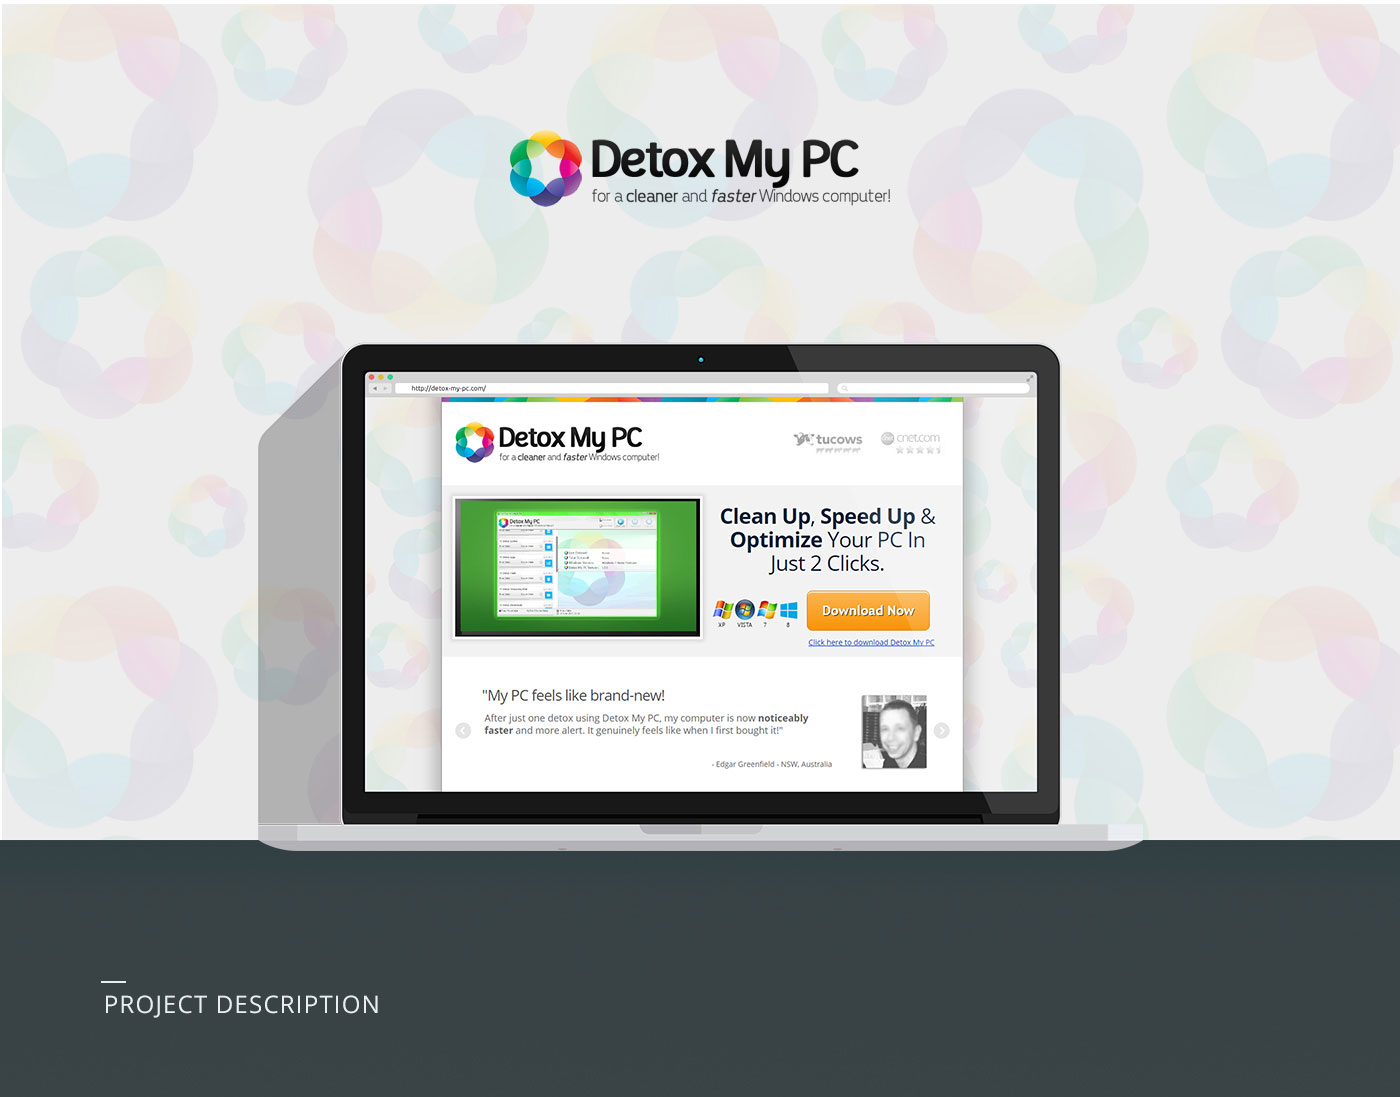 Detox My PC
for a cleaner and faster Windows computer!
http://detox-my-pc.com/
Detox My PC
for a cleaner and faster Windows computer!
tucows
cnet.com
Detox My PC
Clean Up, Speed Up &
Optimize Your PC In
Just 2 Clicks.
XP VISTA 7 8
Download Now
Click here to download Detox My PC
"My PC feels like brand-new!
After just one detox using Detox My PC, my computer is now noticeably
faster and more alert. It genuinely feels like when I first bought it!"
- Edgar Greenfield - NSW, Australia
PROJECT DESCRIPTION